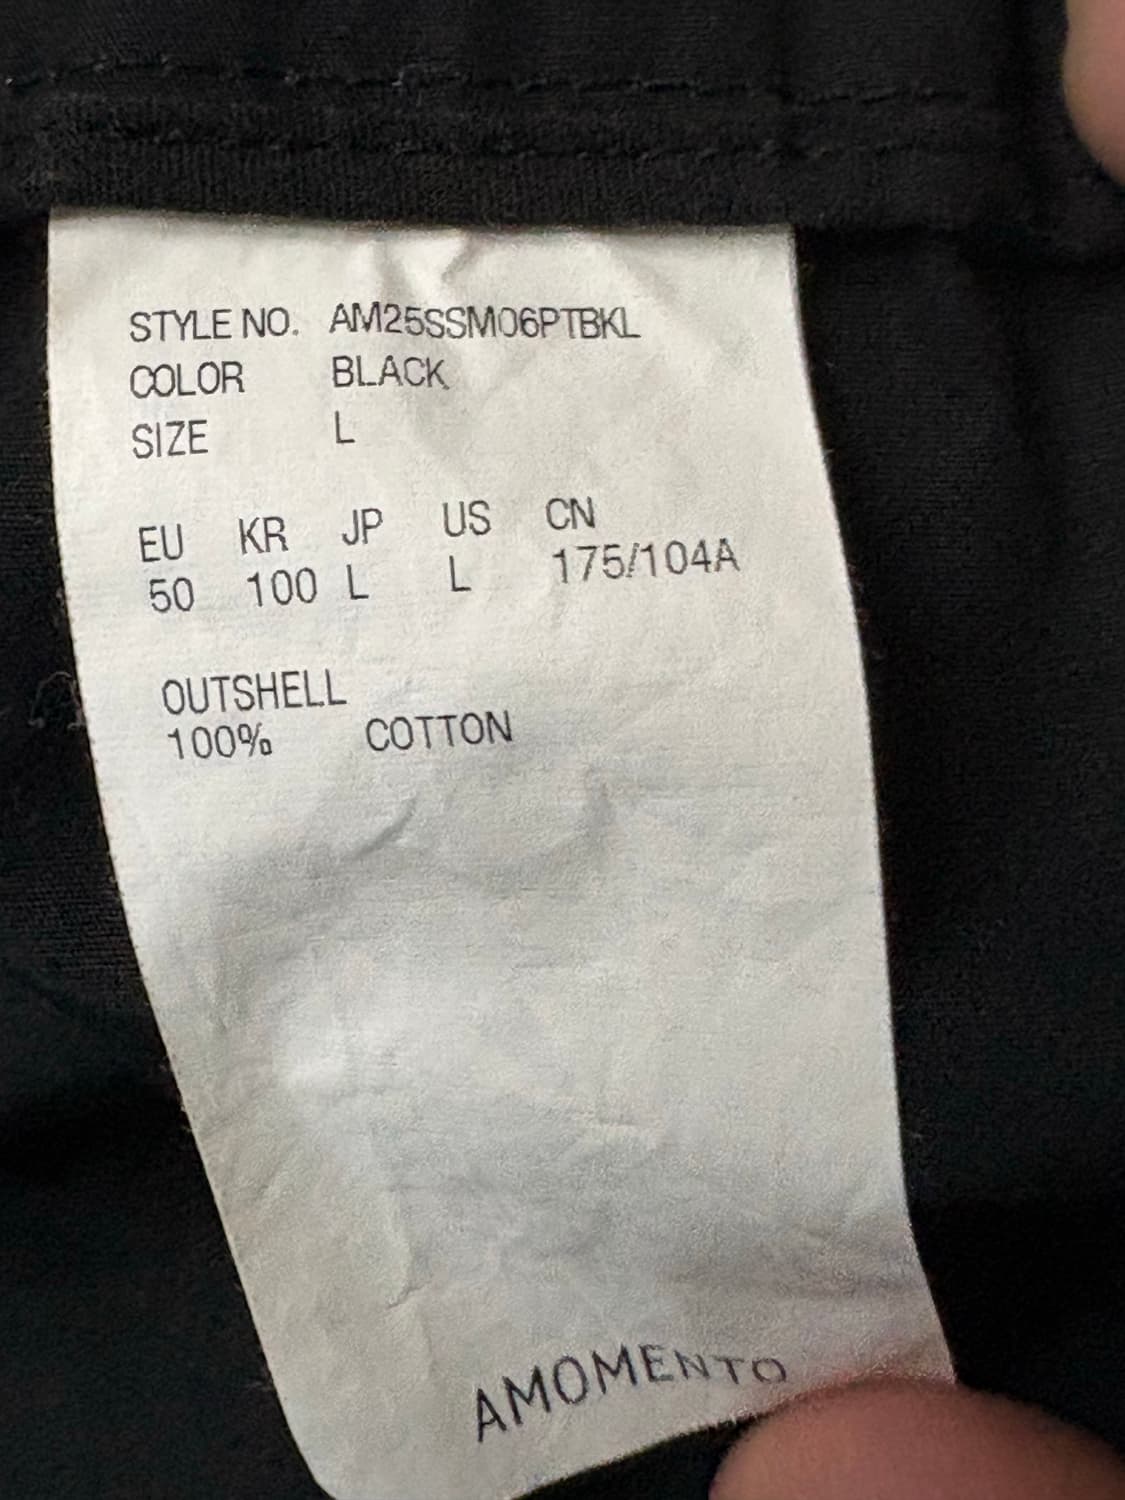 STYLE NO. AM25SSM06PTBKL
COLOR BLACK
SIZE L
EU KR JP US CN
50 100 L L 175/104A
OUTSHELL
100% COTTON
AMOMENTO